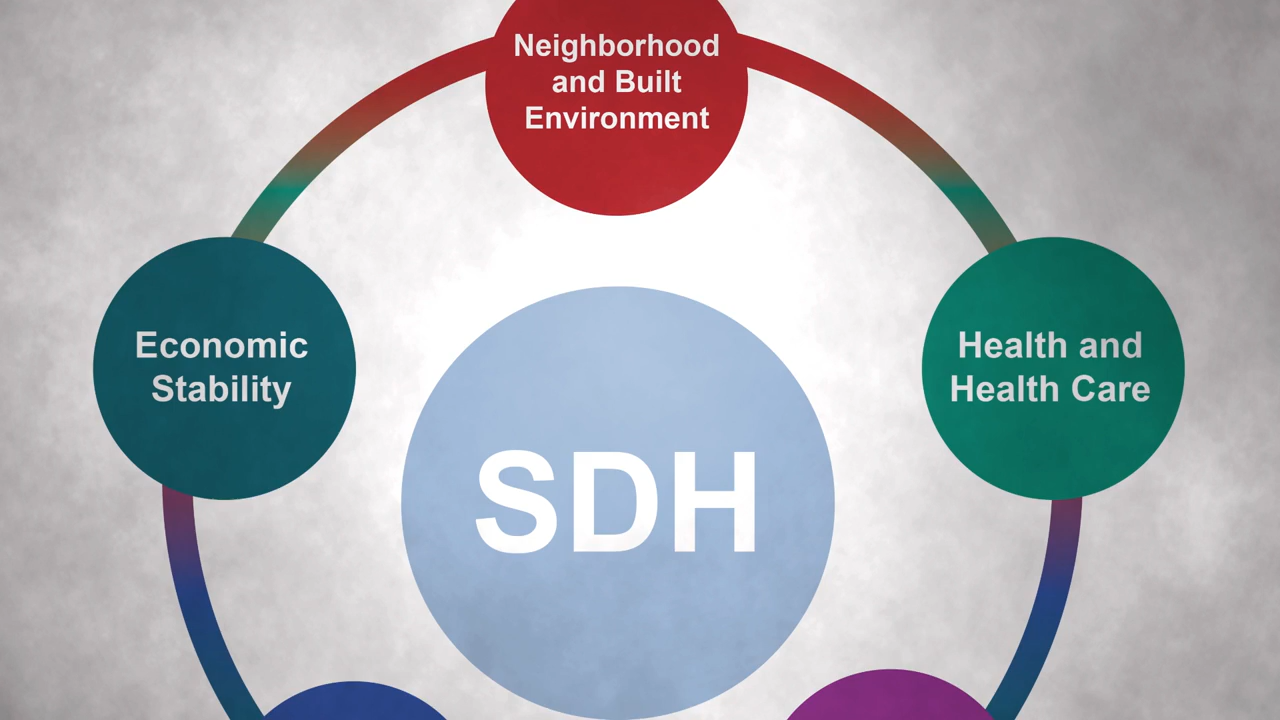 Neighborhood
and Built
Environment
Economic
Stability
Health and
Health Care
SDH